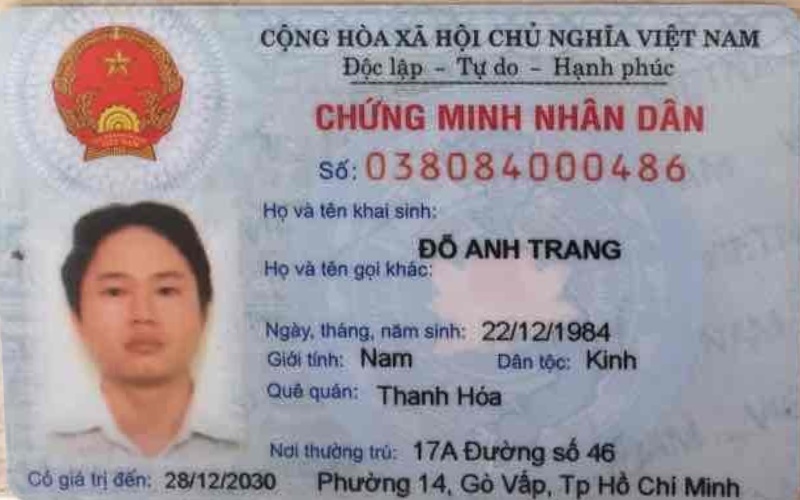 CỘNG HÒA XÃ HỘI CHỦ NGHĨA VIỆT NAM
Độc lập - Tự do - Hạnh phúc
CHỨNG MINH NHÂN DÂN
Số: 038084000486
Họ và tên khai sinh:
ĐỖ ANH TRANG
Họ và tên gọi khác:
Ngày, tháng, năm sinh: 22/12/1984
Giới tính: Nam Dân tộc: Kinh
Quê quán: Thanh Hóa
Nơi thường trú: 17A Đường số 46
Phường 14, Gò Vấp, Tp Hồ Chí Minh
Có giá trị đến: 28/12/2030